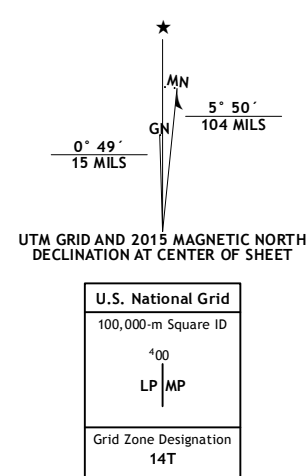 ★
MN
GN
5° 50´
104 MILS
0° 49´
15 MILS
UTM GRID AND 2015 MAGNETIC NORTH
DECLINATION AT CENTER OF SHEET
U.S. National Grid
100,000-m Square ID
⁴00
LP MP
Grid Zone Designation
14T